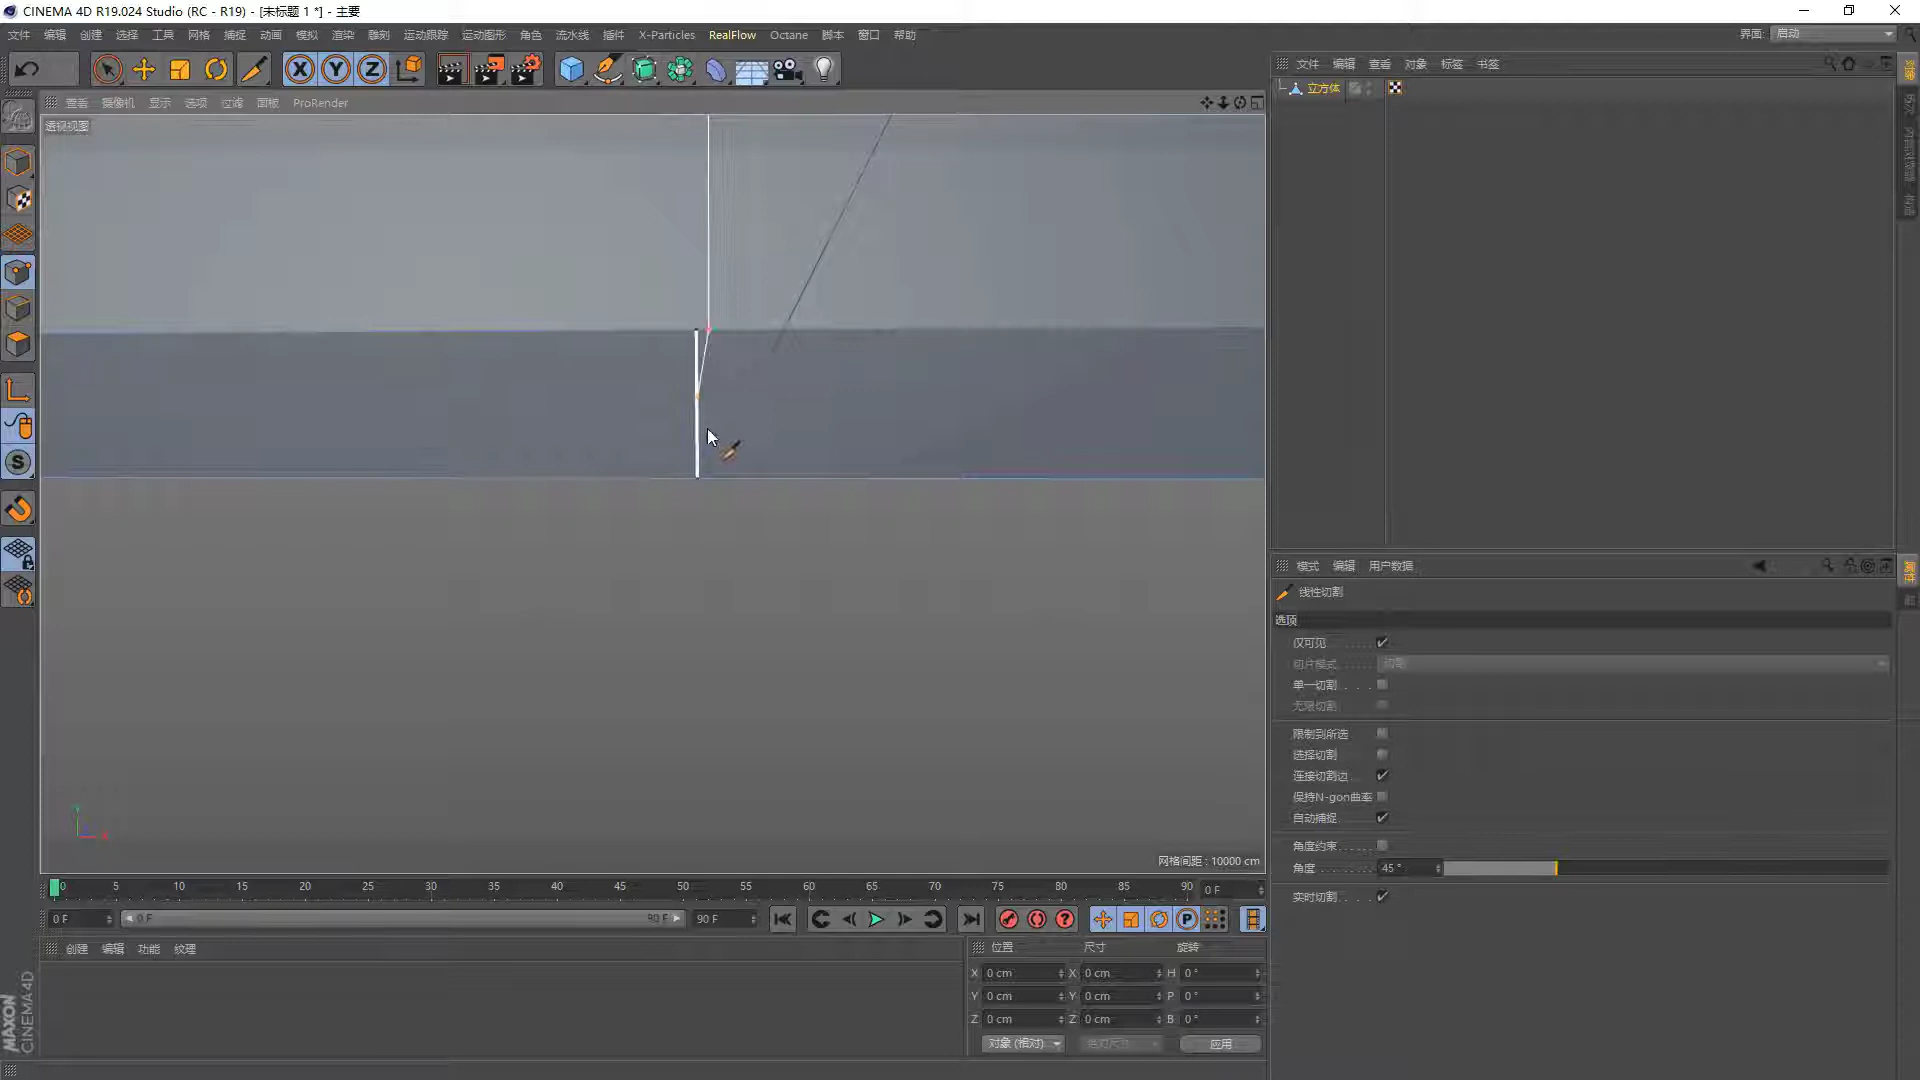 CINEMA 4D R19.024 Studio (RC - R19) - [未标题 1 *] - 主要
文件 编辑 创建 选择 工具 网格 捕捉 动画 模拟 渲染 雕刻 运动跟踪 运动图形 角色 流水线 插件 X-Particles RealFlow Octane 脚本 窗口 帮助
界面: 启动
X Y Z
文件 编辑 查看 对象 标签 书签
立方体
查看 摄像机 显示 选项 过滤 面板 ProRender
透视视图
S
网格间距 : 10000 cm
模式 编辑 用户数据
线性切割
选项
仅可见
切片模式 切割
单一切割
无限切割
限制到所选
选择切割
连接切割边
保持N-gon曲率
自动捕捉
角度约束
角度 45 °
实时切割
0 5 10 15 20 25 30 35 40 45 50 55 60 65 70 75 80 85 90 0 F
0 F 0 F 90 F 90 F
P
创建 编辑 功能 纹理
位置 尺寸 旋转
X 0 cm X 0 cm H 0 °
Y 0 cm Y 0 cm P 0 °
Z 0 cm Z 0 cm B 0 °
对象 (相对) 绝对尺寸 应用
MAXON
CINEMA 4D